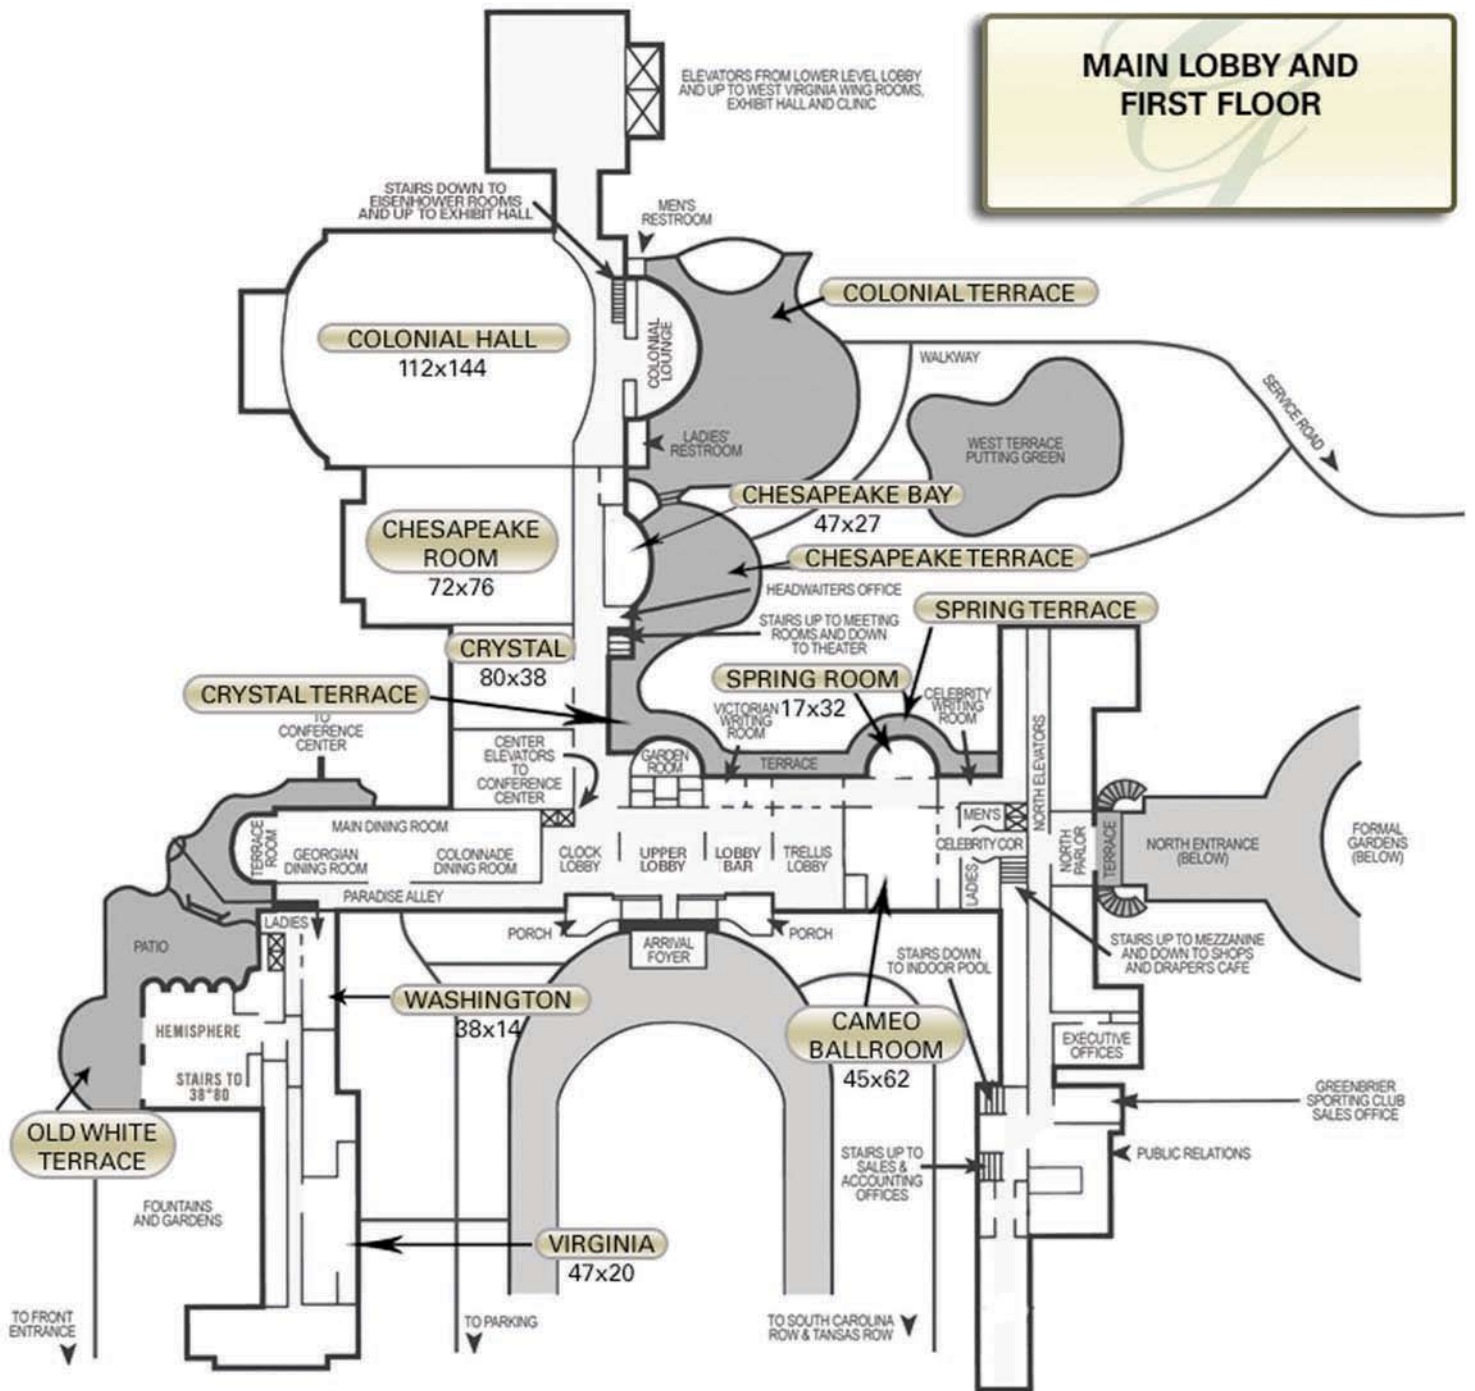 MAIN LOBBY AND
FIRST FLOOR
ELEVATORS FROM LOWER LEVEL LOBBY
AND UP TO WEST VIRGINIA WING ROOMS,
EXHIBIT HALL AND CLINIC
STAIRS DOWN TO
EISENHOWER ROOMS
AND UP TO EXHIBIT HALL
MEN'S
RESTROOM
COLONIAL TERRACE
COLONIAL HALL
112x144
COLONIAL
LOUNGE
WALKWAY
SERVICE ROAD
LADIES'
RESTROOM
WEST TERRACE
PUTTING GREEN
CHESAPEAKE BAY
47x27
CHESAPEAKE
ROOM
72x76
CHESAPEAKE TERRACE
HEADWAITERS OFFICE
SPRING TERRACE
STAIRS UP TO MEETING
ROOMS AND DOWN
TO THEATER
CRYSTAL
80x38
CRYSTAL TERRACE
SPRING ROOM
17x32
VICTORIAN
WRITING
ROOM
CELEBRITY
WRITING
ROOM
TO
CONFERENCE
CENTER
CENTER
ELEVATORS
TO
CONFERENCE
CENTER
GARDEN
ROOM
TERRACE
NORTH ELEVATORS
MEN'S
MAIN DINING ROOM
TERRACE
ROOM
GEORGIAN
DINING ROOM
COLONNADE
DINING ROOM
CLOCK
LOBBY
UPPER
LOBBY
LOBBY
BAR
TRELLIS
LOBBY
CELEBRITY COR
LADIES
NORTH
PARLOR
TERRACE
NORTH ENTRANCE
(BELOW)
FORMAL
GARDENS
(BELOW)
PARADISE ALLEY
LADIES
PORCH
ARRIVAL
FOYER
PORCH
PATIO
STAIRS DOWN
TO INDOOR POOL
STAIRS UP TO MEZZANINE
AND DOWN TO SHOPS
AND DRAPER'S CAFE
WASHINGTON
38x14
HEMISPHERE
STAIRS TO
38°80
CAMEO
BALLROOM
45x62
EXECUTIVE
OFFICES
GREENBRIER
SPORTING CLUB
SALES OFFICE
OLD WHITE
TERRACE
STAIRS UP TO
SALES &
ACCOUNTING
OFFICES
PUBLIC RELATIONS
FOUNTAINS
AND GARDENS
VIRGINIA
47x20
TO FRONT
ENTRANCE
TO PARKING
TO SOUTH CAROLINA
ROW & TANSAS ROW